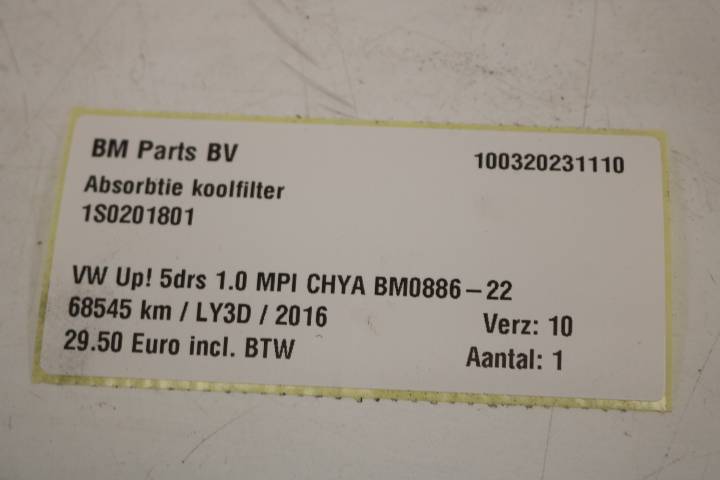 BM Parts BV 100320231110
Absorbtie koolfilter
1S0201801
VW Up! 5drs 1.0 MPI CHYA BM0886-22
68545 km / LY3D / 2016 Verz: 10
29.50 Euro incl. BTW Aantal: 1